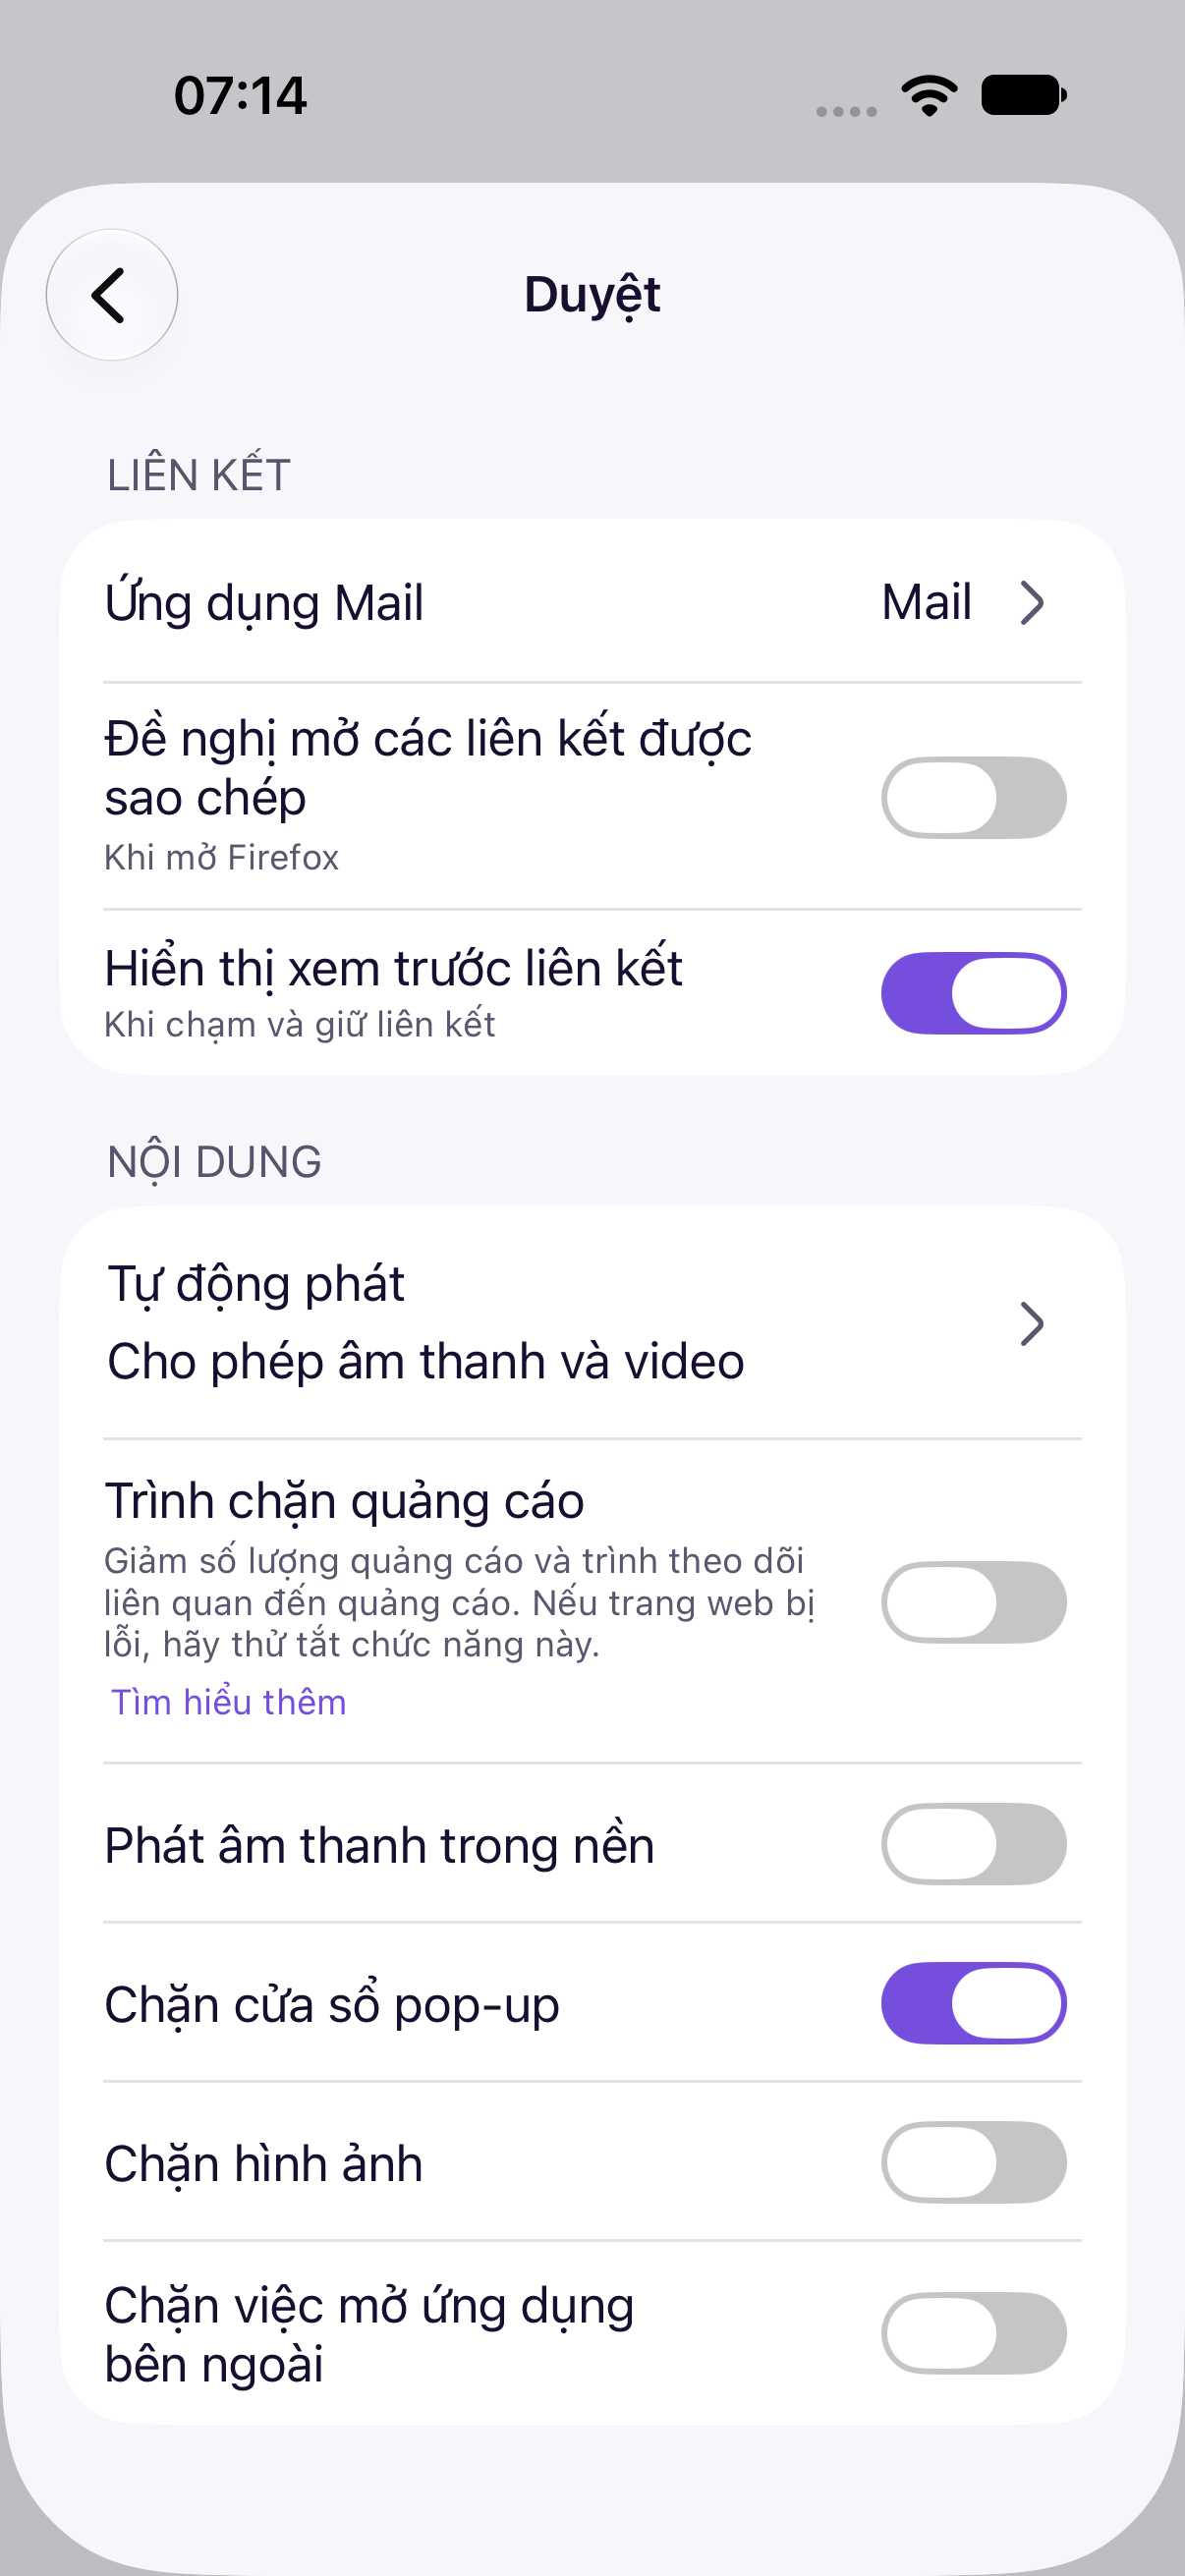 07:14
Duyệt
LIÊN KẾT
Ứng dụng Mail
Mail
Đề nghị mở các liên kết được
sao chép
Khi mở Firefox
Hiển thị xem trước liên kết
Khi chạm và giữ liên kết
NỘI DUNG
Tự động phát
Cho phép âm thanh và video
Trình chặn quảng cáo
Giảm số lượng quảng cáo và trình theo dõi
liên quan đến quảng cáo. Nếu trang web bị
lỗi, hãy thử tắt chức năng này.
Tìm hiểu thêm
Phát âm thanh trong nền
Chặn cửa sổ pop-up
Chặn hình ảnh
Chặn việc mở ứng dụng
bên ngoài